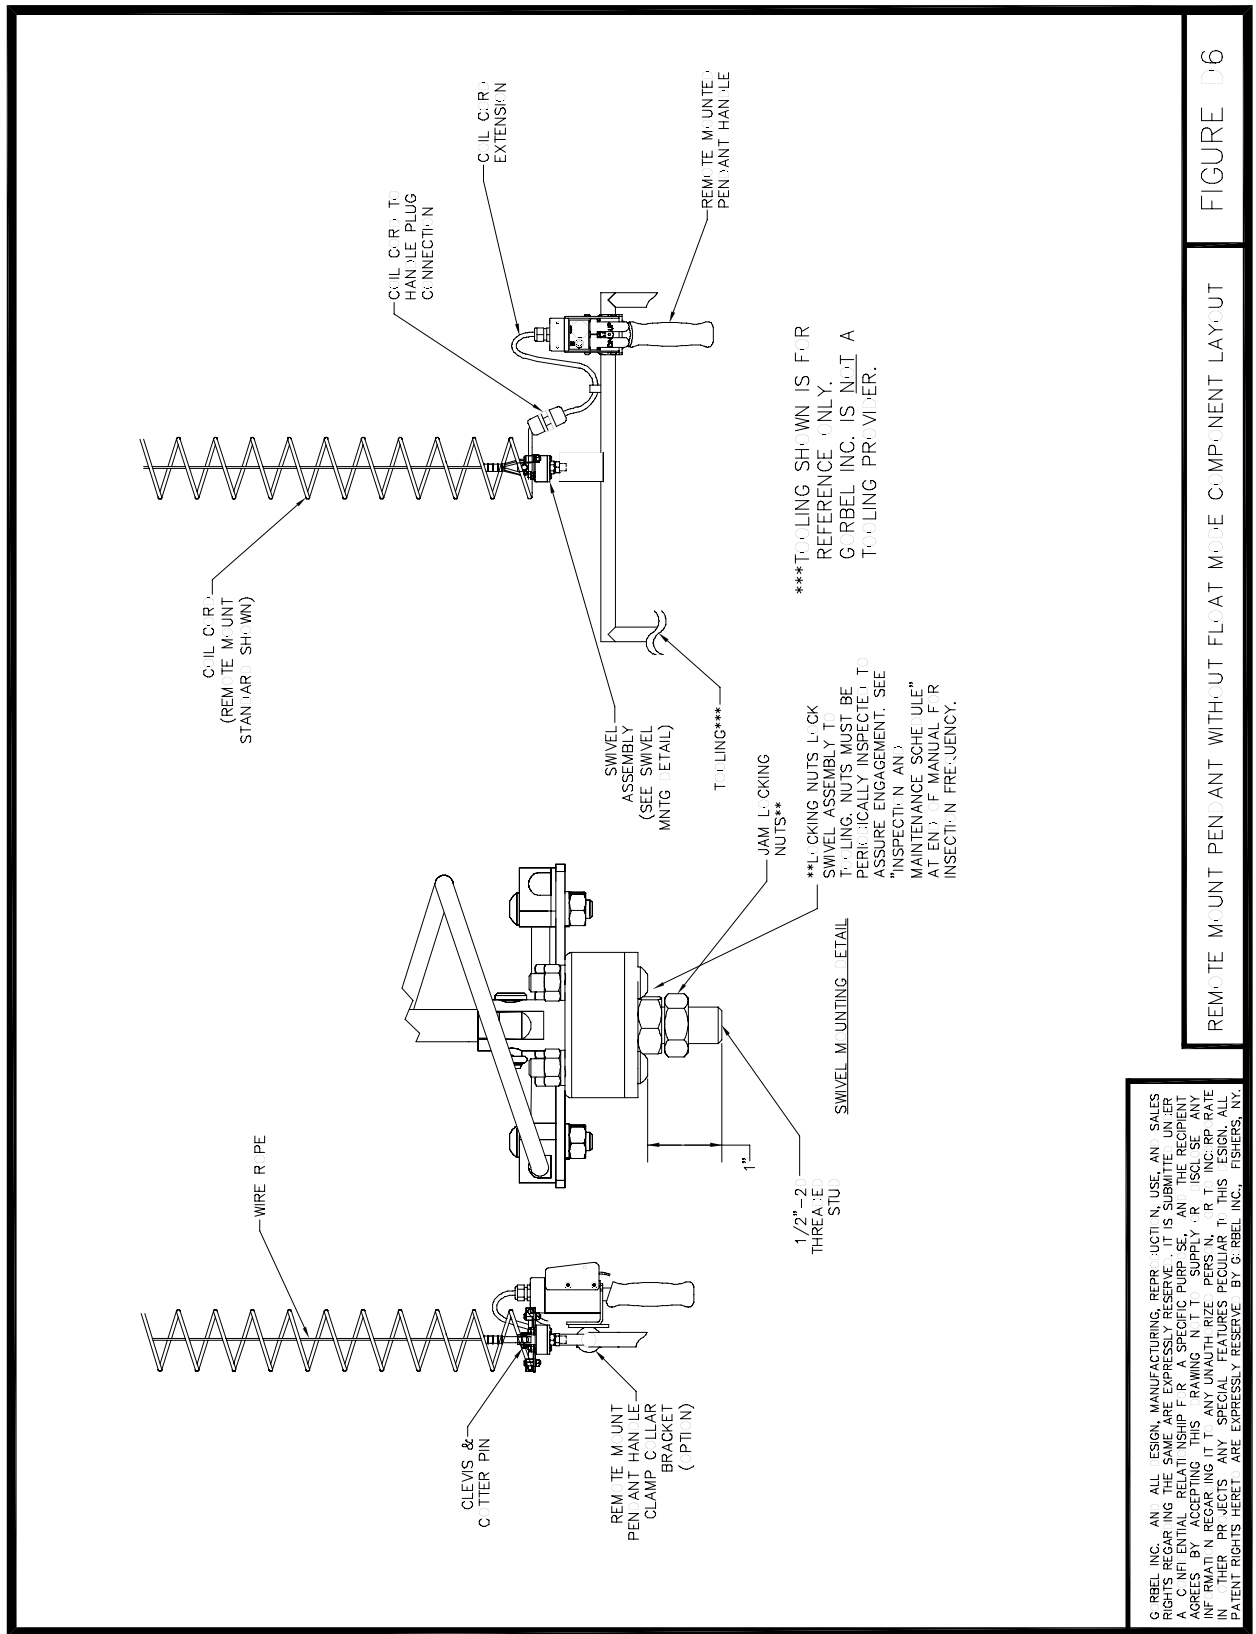 WIRE ROPE
CLEVIS &
COTTER PIN
REMOTE MOUNT
PENDANT HANDLE
CLAMP COLLAR
BRACKET
(OPTION)
1"
1/2"-20
THREADED
STUD
SWIVEL MOUNTING DETAIL
JAM LOCKING
NUTS**
**LOCKING NUTS LOCK
SWIVEL ASSEMBLY TO
TOOLING. NUTS MUST BE
PERIODICALLY INSPECTED TO
ASSURE ENGAGEMENT. SEE
"INSPECTION AND
MAINTENANCE SCHEDULE"
AT END OF MANUAL FOR
INSECTION FREQUENCY.
COIL CORD
(REMOTE MOUNT
STANDARD SHOWN)
SWIVEL
ASSEMBLY
(SEE SWIVEL
MNTG DETAIL)
TOOLING***
COIL CORD TO
HANDLE PLUG
CONNECTION
COIL CORD
EXTENSION
REMOTE MOUNTED
PENDANT HANDLE
***TOOLING SHOWN IS FOR
REFERENCE ONLY.
GORBEL INC. IS NOT A
TOOLING PROVIDER.
GORBEL INC. AND ALL DESIGN, MANUFACTURING, REPRODUCTION, USE, AND SALES
RIGHTS REGARDING THE SAME ARE EXPRESSLY RESERVED. IT IS SUBMITTED UNDER
A CONFIDENTIAL RELATIONSHIP FOR A SPECIFIC PURPOSE, AND THE RECIPIENT
AGREES BY ACCEPTING THIS DRAWING NOT TO SUPPLY OR DISCLOSE ANY
INFORMATION REGARDING IT TO ANY UNAUTHORIZED PERSON, OR TO INCORPORATE
IN OTHER PROJECTS ANY SPECIAL FEATURES PECULIAR TO THIS DESIGN. ALL
PATENT RIGHTS HERETO ARE EXPRESSLY RESERVED BY GORBEL INC., FISHERS, NY.
REMOTE MOUNT PENDANT WITHOUT FLOAT MODE COMPONENT LAYOUT
FIGURE D6